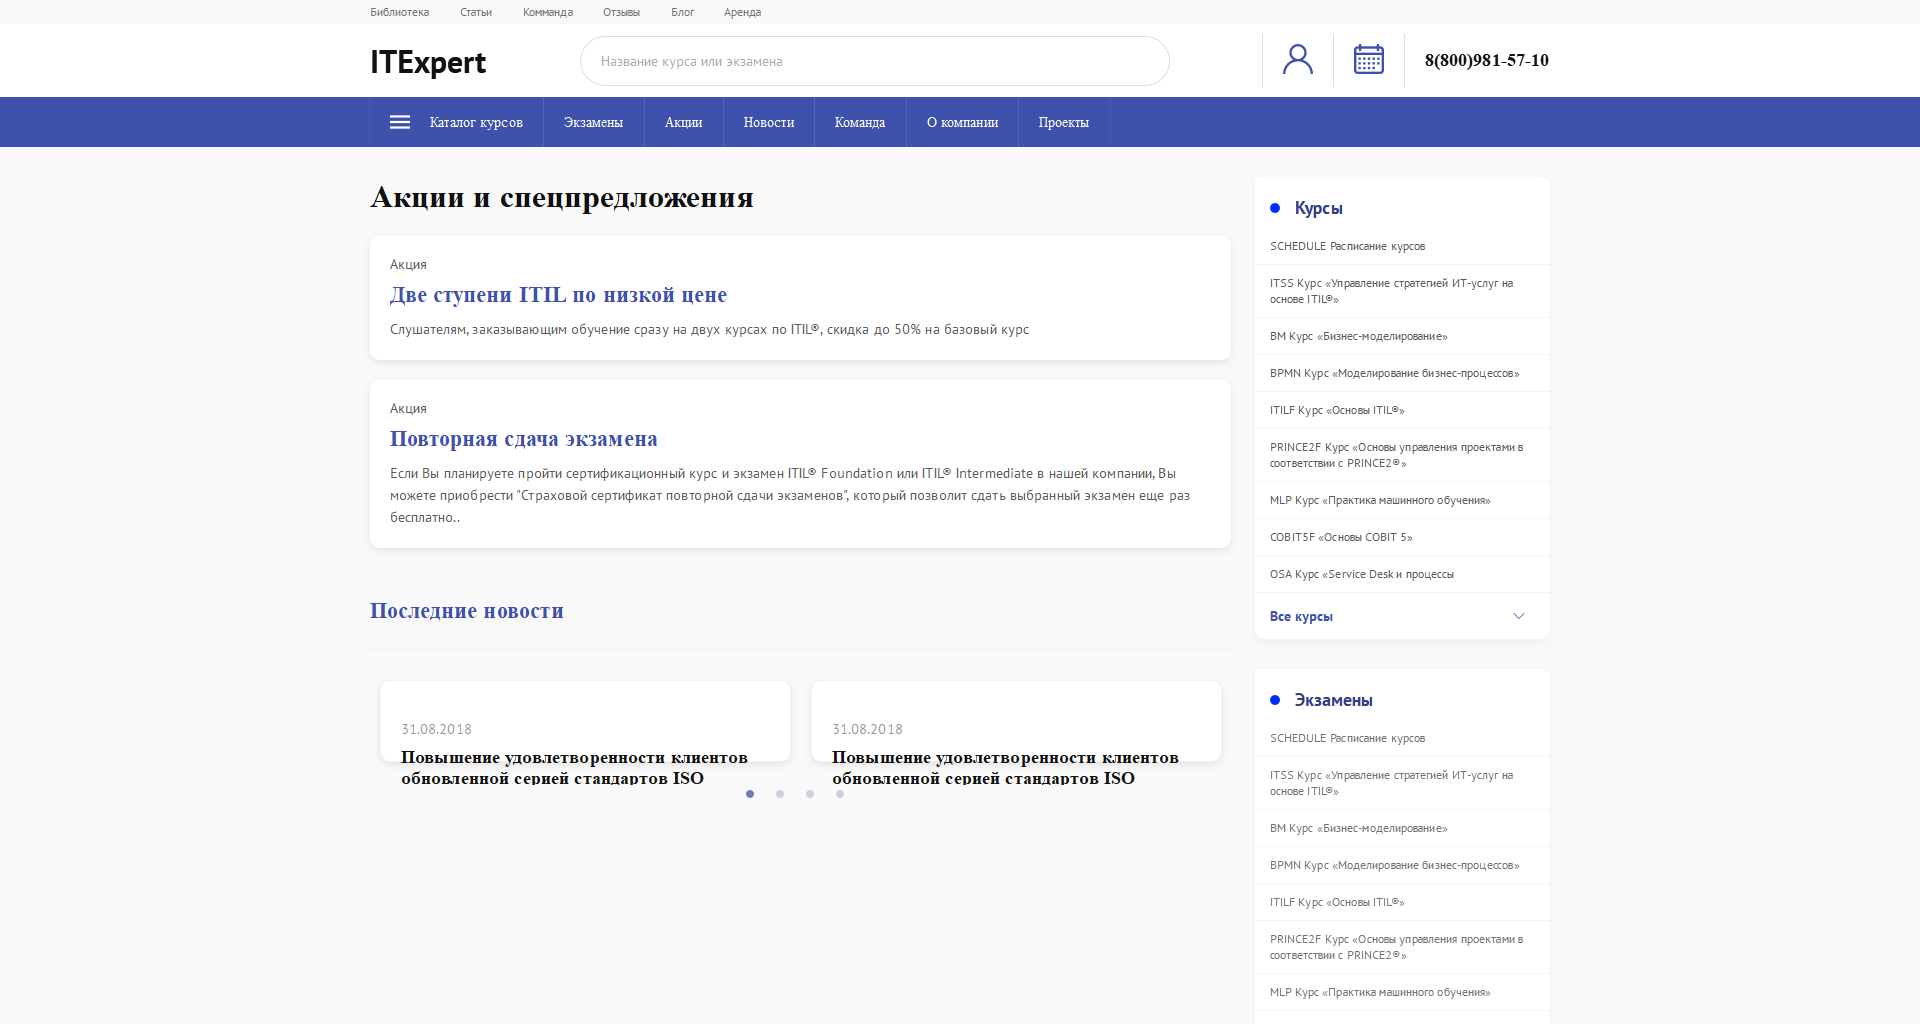 Библиотека
Статьи
Комманда
Отзывы
Блог
Аренда
ITExpert
Название курса или экзамена
8(800)981-57-10
Каталог курсов
Экзамены
Акции
Новости
Команда
О компании
Проекты
Акции и спецпредложения
Акция
Две ступени ITIL по низкой цене
Слушателям, заказывающим обучение сразу на двух курсах по ITIL®, скидка до 50% на базовый курс
Акция
Повторная сдача экзамена
Если Вы планируете пройти сертификационный курс и экзамен ITIL® Foundation или ITIL® Intermediate в нашей компании, Вы
можете приобрести "Страховой сертификат повторной сдачи экзаменов", который позволит сдать выбранный экзамен еще раз
бесплатно..
Последние новости
31.08.2018
Повышение удовлетворенности клиентов
обновленной серией стандартов ISO
31.08.2018
Повышение удовлетворенности клиентов
обновленной серией стандартов ISO
Курсы
SCHEDULE Расписание курсов
ITSS Курс «Управление стратегией ИТ-услуг на
основе ITIL®»
BM Курс «Бизнес-моделирование»
BPMN Курс «Моделирование бизнес-процессов»
ITILF Курс «Основы ITIL®»
PRINCE2F Курс «Основы управления проектами в
соответствии с PRINCE2®»
MLP Курс «Практика машинного обучения»
COBIT5F «Основы COBIT 5»
OSA Курс «Service Desk и процессы
Все курсы
Экзамены
SCHEDULE Расписание курсов
ITSS Курс «Управление стратегией ИТ-услуг на
основе ITIL®»
BM Курс «Бизнес-моделирование»
BPMN Курс «Моделирование бизнес-процессов»
ITILF Курс «Основы ITIL®»
PRINCE2F Курс «Основы управления проектами в
соответствии с PRINCE2®»
MLP Курс «Практика машинного обучения»